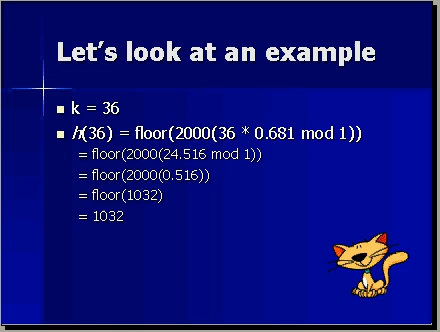 Let's look at an example
k = 36
h(36) = floor(2000(36 * 0.681 mod 1))
= floor(2000(24.516 mod 1))
= floor(2000(0.516))
= floor(1032)
= 1032